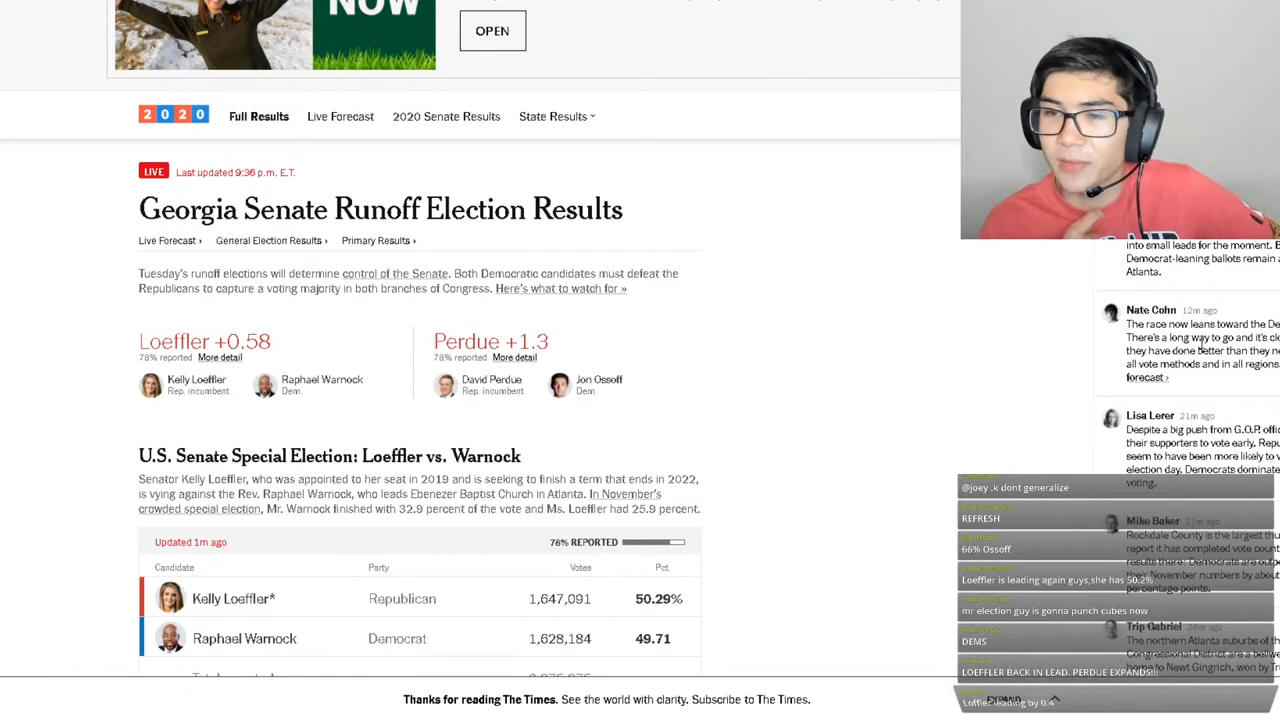 NOW
OPEN
2020 Full Results Live Forecast 2020 Senate Results State Results
LIVE Last updated 9:36 p.m. E.T.
Georgia Senate Runoff Election Results
Live Forecast › General Election Results › Primary Results ›
Tuesday's runoff elections will determine control of the Senate. Both Democratic candidates must defeat the
Republicans to capture a voting majority in both branches of Congress. Here's what to watch for »
Loeffler +0.58
78% reported More detail
Kelly Loeffler
Rep. incumbent
Raphael Warnock
Dem.
Perdue +1.3
78% reported More detail
David Perdue
Rep. incumbent
Jon Ossoff
Dem.
U.S. Senate Special Election: Loeffler vs. Warnock
Senator Kelly Loeffler, who was appointed to her seat in 2019 and is seeking to finish a term that ends in 2022,
is vying against the Rev. Raphael Warnock, who leads Ebenezer Baptist Church in Atlanta. In November's
crowded special election, Mr. Warnock finished with 32.9 percent of the vote and Ms. Loeffler had 25.9 percent.
Updated 1m ago 78% REPORTED
Candidate Party Votes Pct.
Kelly Loeffler* Republican 1,647,091 50.29%
Raphael Warnock Democrat 1,628,184 49.71
Thanks for reading The Times. See the world with clarity. Subscribe to The Times.
into small leads for the moment.
Democrat-leaning ballots remain
Atlanta.
Nate Cohn 12m ago
The race now leans toward the
There's a long way to go and it's
they have done better than they
all vote methods and in all regions.
forecast ›
Lisa Lerer 21m ago
Despite a big push from G.O.P.
their supporters to vote early,
seem to have been more likely to
election day. Democrats
voting.
Mike Baker 27m ago
Rockdale County is the largest
report it has completed vote
results there: Democrats are
their November numbers by
percentage points.
Trip Gabriel
The northern Atlanta suburbs of
Congressional District are a
home to Newt Gingrich, won by
@joey .k dont generalize
REFRESH
66% Ossoff
Loeffler is leading again guys,she has 50.2%
mr election guy is gonna punch cubes now
DEMS
LOEFFLER BACK IN LEAD. PERDUE EXPANDS!!!
Loffler leading by 0.4
EXPAND